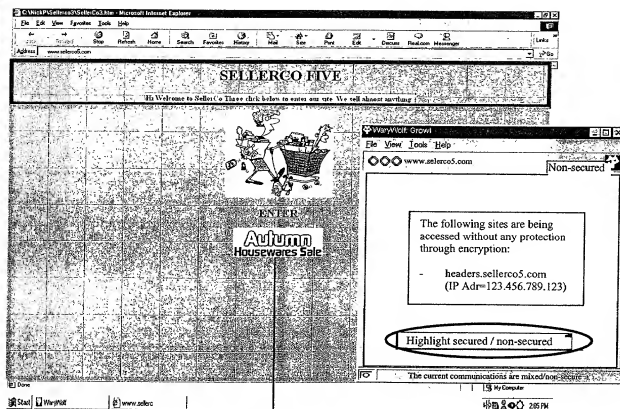 C:\NickP\Sellerco3\SellerCo3.htm - Microsoft Internet Explorer
File Edit View Favorites Tools Help
Stop Refresh Home Search Favorites History Mail Size Print Edit Discuss Real.com Messenger
Links
Address www.sellerco5.com
Go
SELLERCO FIVE
Hi Welcome to SellerCo Three click below to enter our site. We sell almost anything
ENTER
Autumn
Housewares Sale
WaryWolf: Growl
File View Tools Help
www.selerco5.com
Non-secured
The following sites are being
accessed without any protection
through encryption:
- headers.sellerco5.com
(IP Adr=123.456.789.123)
Highlight secured / non-secured
The current communications are mixed/non-secure
Done
My Computer
Start WaryWolf www.sellerc
2:05 PM